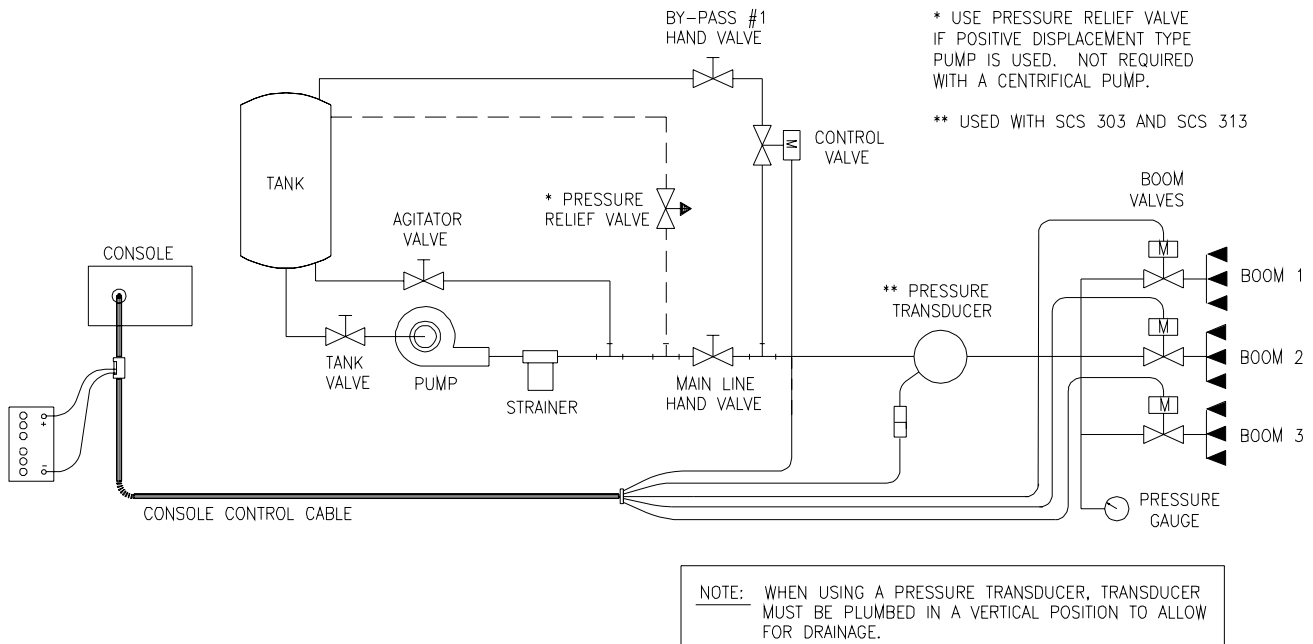 BY-PASS #1
HAND VALVE
* USE PRESSURE RELIEF VALVE
IF POSITIVE DISPLACEMENT TYPE
PUMP IS USED. NOT REQUIRED
WITH A CENTRIFICAL PUMP.
** USED WITH SCS 303 AND SCS 313
M
CONTROL
VALVE
TANK
* PRESSURE
RELIEF VALVE
AGITATOR
VALVE
BOOM
VALVES
CONSOLE
M
BOOM 1
** PRESSURE
TRANSDUCER
M
BOOM 2
TANK
VALVE
PUMP
STRAINER
MAIN LINE
HAND VALVE
M
BOOM 3
+
-
CONSOLE CONTROL CABLE
PRESSURE
GAUGE
NOTE: WHEN USING A PRESSURE TRANSDUCER, TRANSDUCER
MUST BE PLUMBED IN A VERTICAL POSITION TO ALLOW
FOR DRAINAGE.